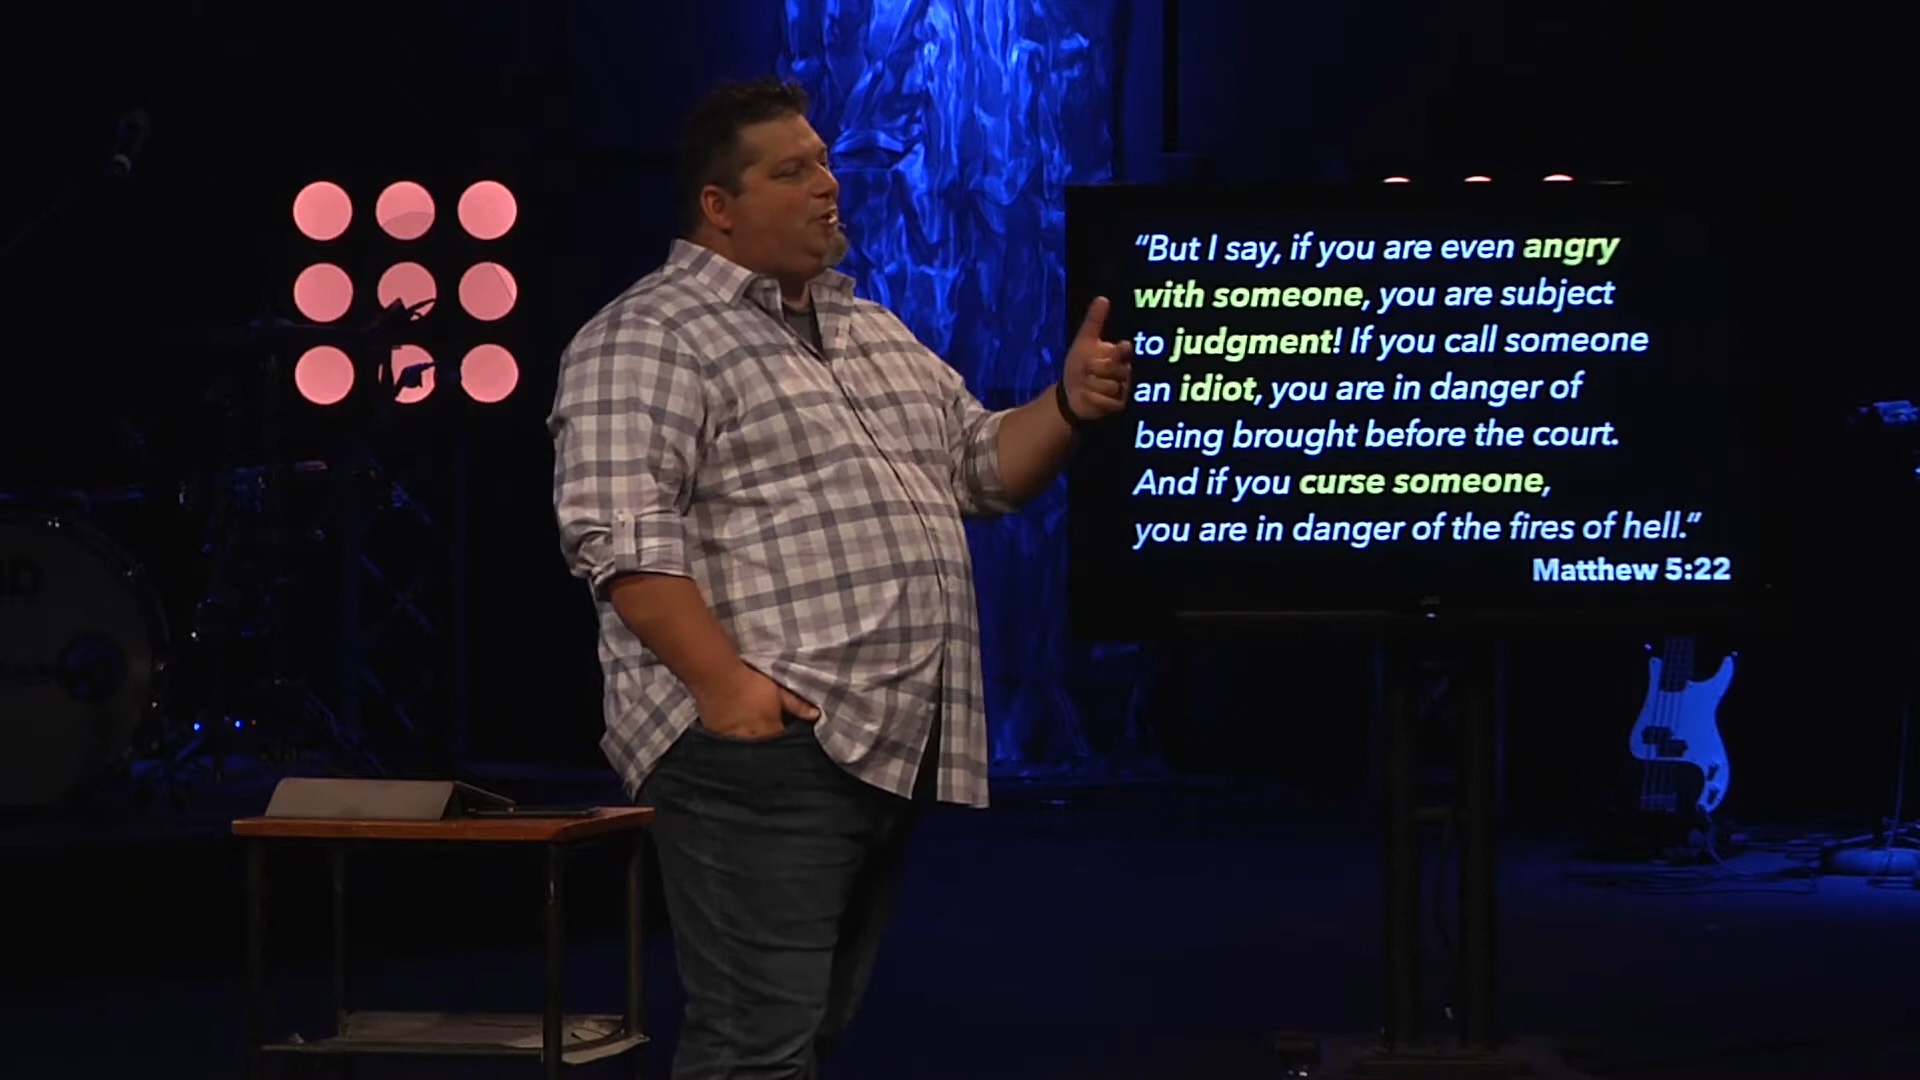 “But I say, if you are even angry
with someone, you are subject
to judgment! If you call someone
an idiot, you are in danger of
being brought before the court.
And if you curse someone,
you are in danger of the fires of hell.”
Matthew 5:22